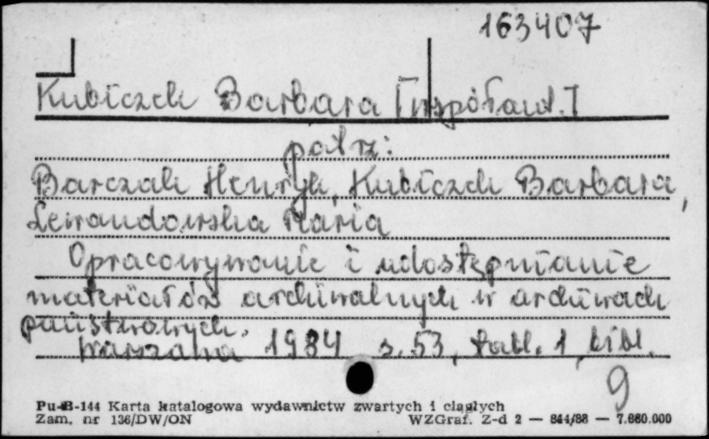 163407
Kubiczek Barbara [współaut.]
patrz:
Barczak Henryk, Kubiczek Barbara,
Lewandowska Maria
Opracowywanie i udostępnianie
materiałów archiwalnych w archiwach
państwowych.
Warszawa 1984 s. 53, tabl. 1, bibl.
9
Pu-B-144 Karta katalogowa wydawnictw zwartych i ciągłych
Zam. nr 136/DW/ON WZGraf. Z-d 2 — 844/88 — 7.660.000